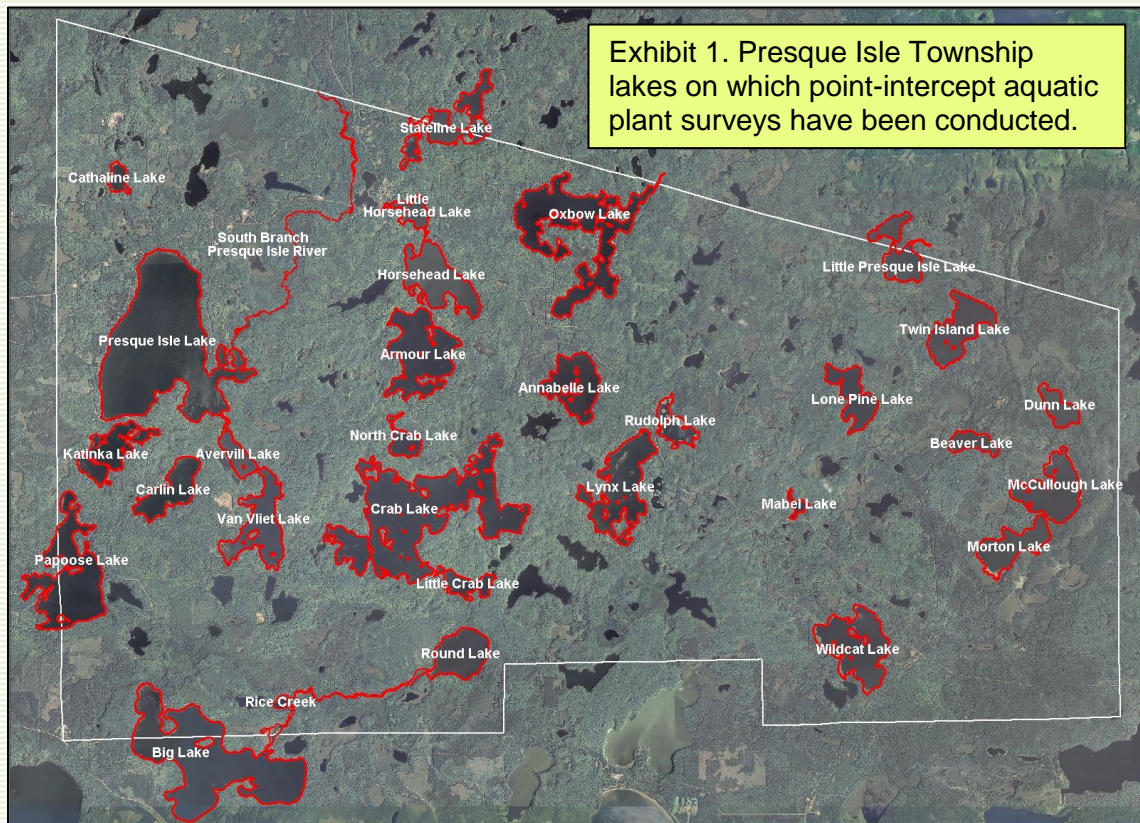 Exhibit 1. Presque Isle Township
lakes on which point-intercept aquatic
plant surveys have been conducted.
Stateline Lake
Cathaline Lake
Little
Horsehead Lake
Oxbow Lake
South Branch
Presque Isle River
Little Presque Isle Lake
Horsehead Lake
Twin Island Lake
Presque Isle Lake
Armour Lake
Annabelle Lake
Lone Pine Lake
Dunn Lake
Rudolph Lake
North Crab Lake
Beaver Lake
Katinka Lake
Avervill Lake
Carlin Lake
Lynx Lake
McCullough Lake
Mabel Lake
Crab Lake
Van Vliet Lake
Morton Lake
Papoose Lake
Little Crab Lake
Wildcat Lake
Round Lake
Rice Creek
Big Lake